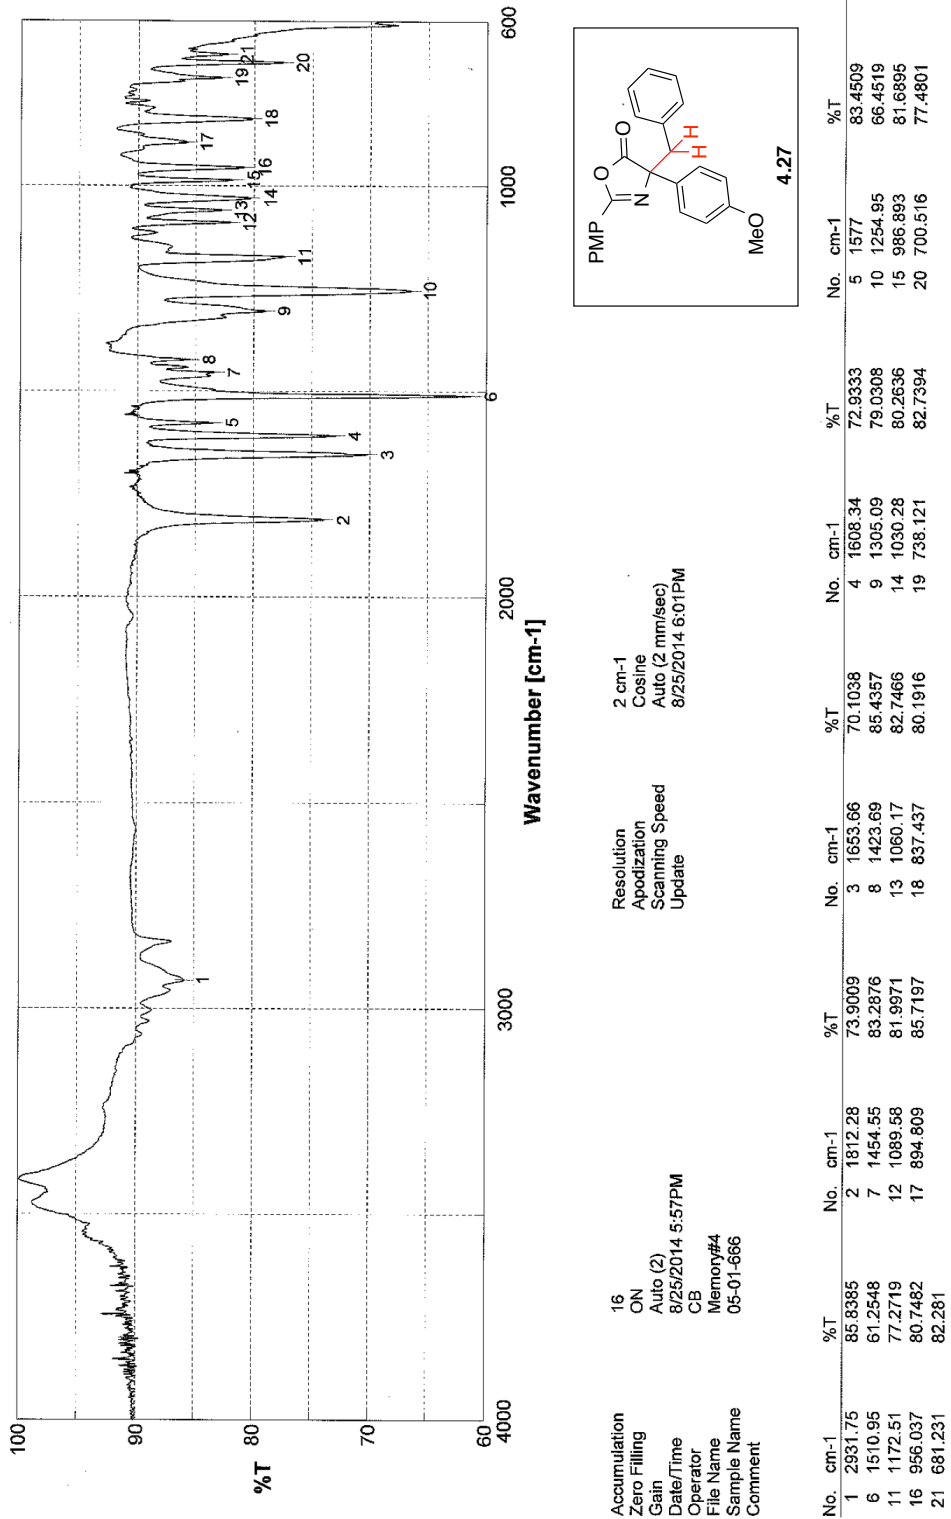 %T
100
90
80
70
60
4000
3000
2000
1000
600
Wavenumber [cm-1]
1
2
3
4
5
6
7
8
9
10
11
12
13
14
15
16
17
18
19
20
21
Accumulation 16
Zero Filling ON
Gain Auto (2)
Date/Time 8/25/2014 5:57PM
Operator CB
File Name Memory#4
Sample Name 05-01-666
Comment
Resolution 2 cm-1
Apodization Cosine
Scanning Speed Auto (2 mm/sec)
Update 8/25/2014 6:01PM
PMP
O
O
N
H
H
MeO
4.27
No. cm-1 %T No. cm-1 %T No. cm-1 %T No. cm-1 %T No. cm-1 %T
1 2931.75 85.8385 2 1812.28 73.9009 3 1653.66 70.1038 4 1608.34 72.9333 5 1577 83.4509
6 1510.95 61.2548 7 1454.55 83.2876 8 1423.69 85.4357 9 1305.09 79.0308 10 1254.95 66.4519
11 1172.51 77.2719 12 1089.58 81.9971 13 1060.17 82.7466 14 1030.28 80.2636 15 986.893 81.6895
16 956.037 80.7482 17 894.809 85.7197 18 837.437 80.1916 19 738.121 82.7394 20 700.516 77.4801
21 681.231 82.281